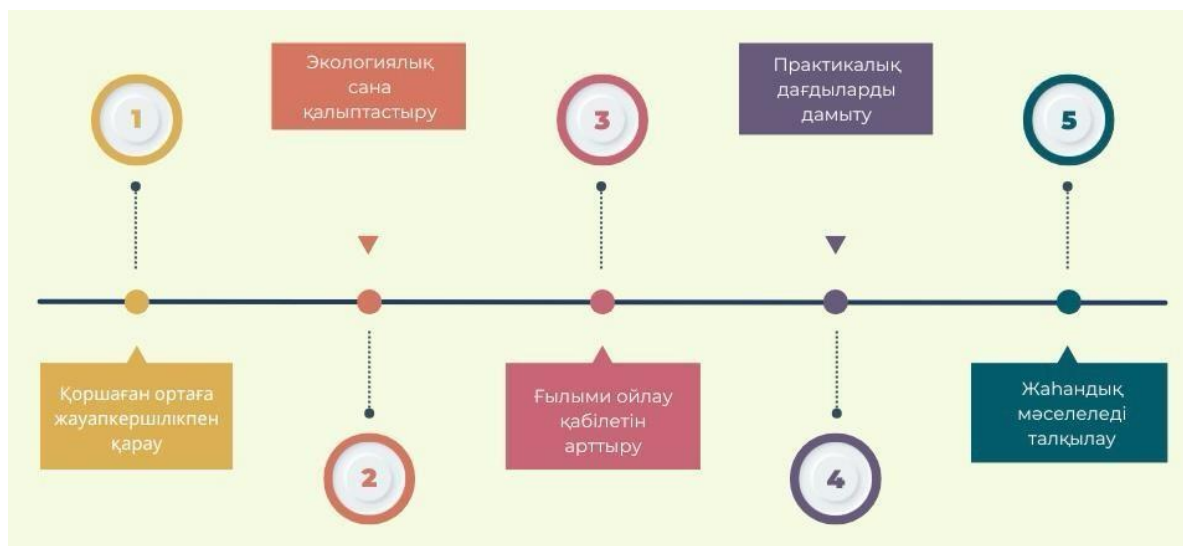 1
Қоршаған ортаға
жауапкершілікпен
қарау
Экологиялық
сана
қалыптастыру
2
3
Ғылыми ойлау
қабілетін
арттыру
Практикалық
дағдыларды
дамыту
4
5
Жаһандық
мәселеледі
талқылау